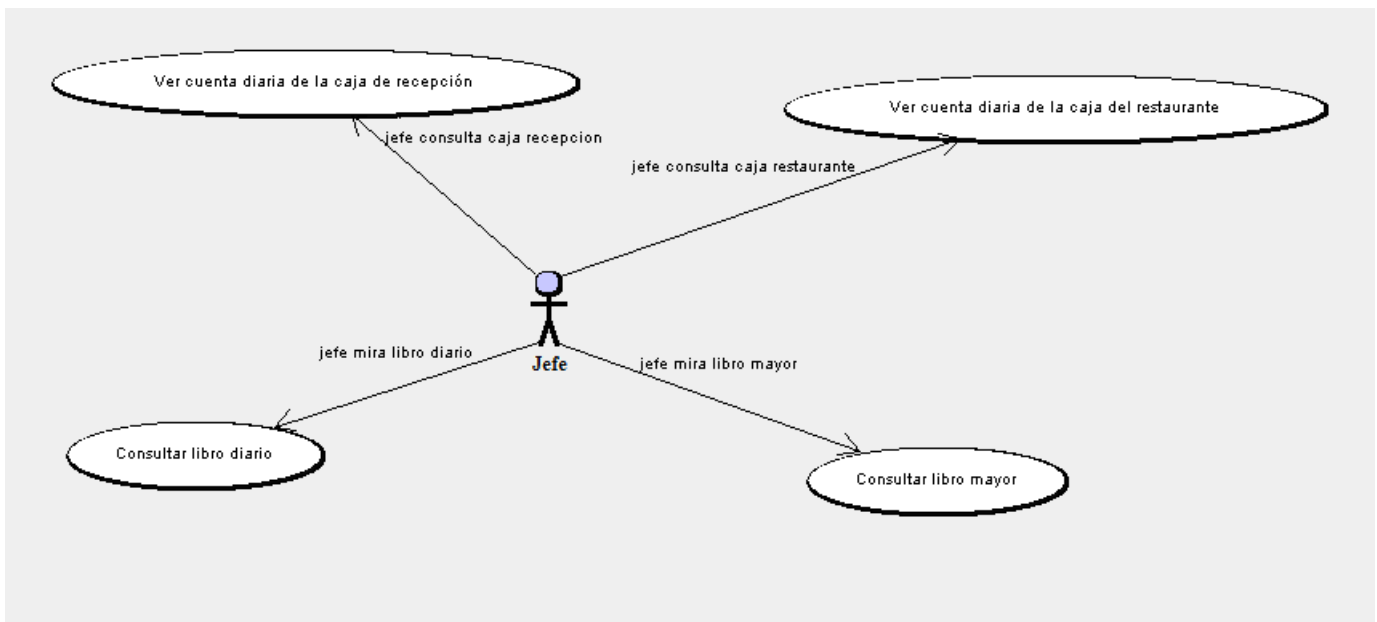 Ver cuenta diaria de la caja de recepción
Ver cuenta diaria de la caja del restaurante
jefe consulta caja recepcion
jefe consulta caja restaurante
jefe mira libro diario
jefe mira libro mayor
Jefe
Consultar libro diario
Consultar libro mayor